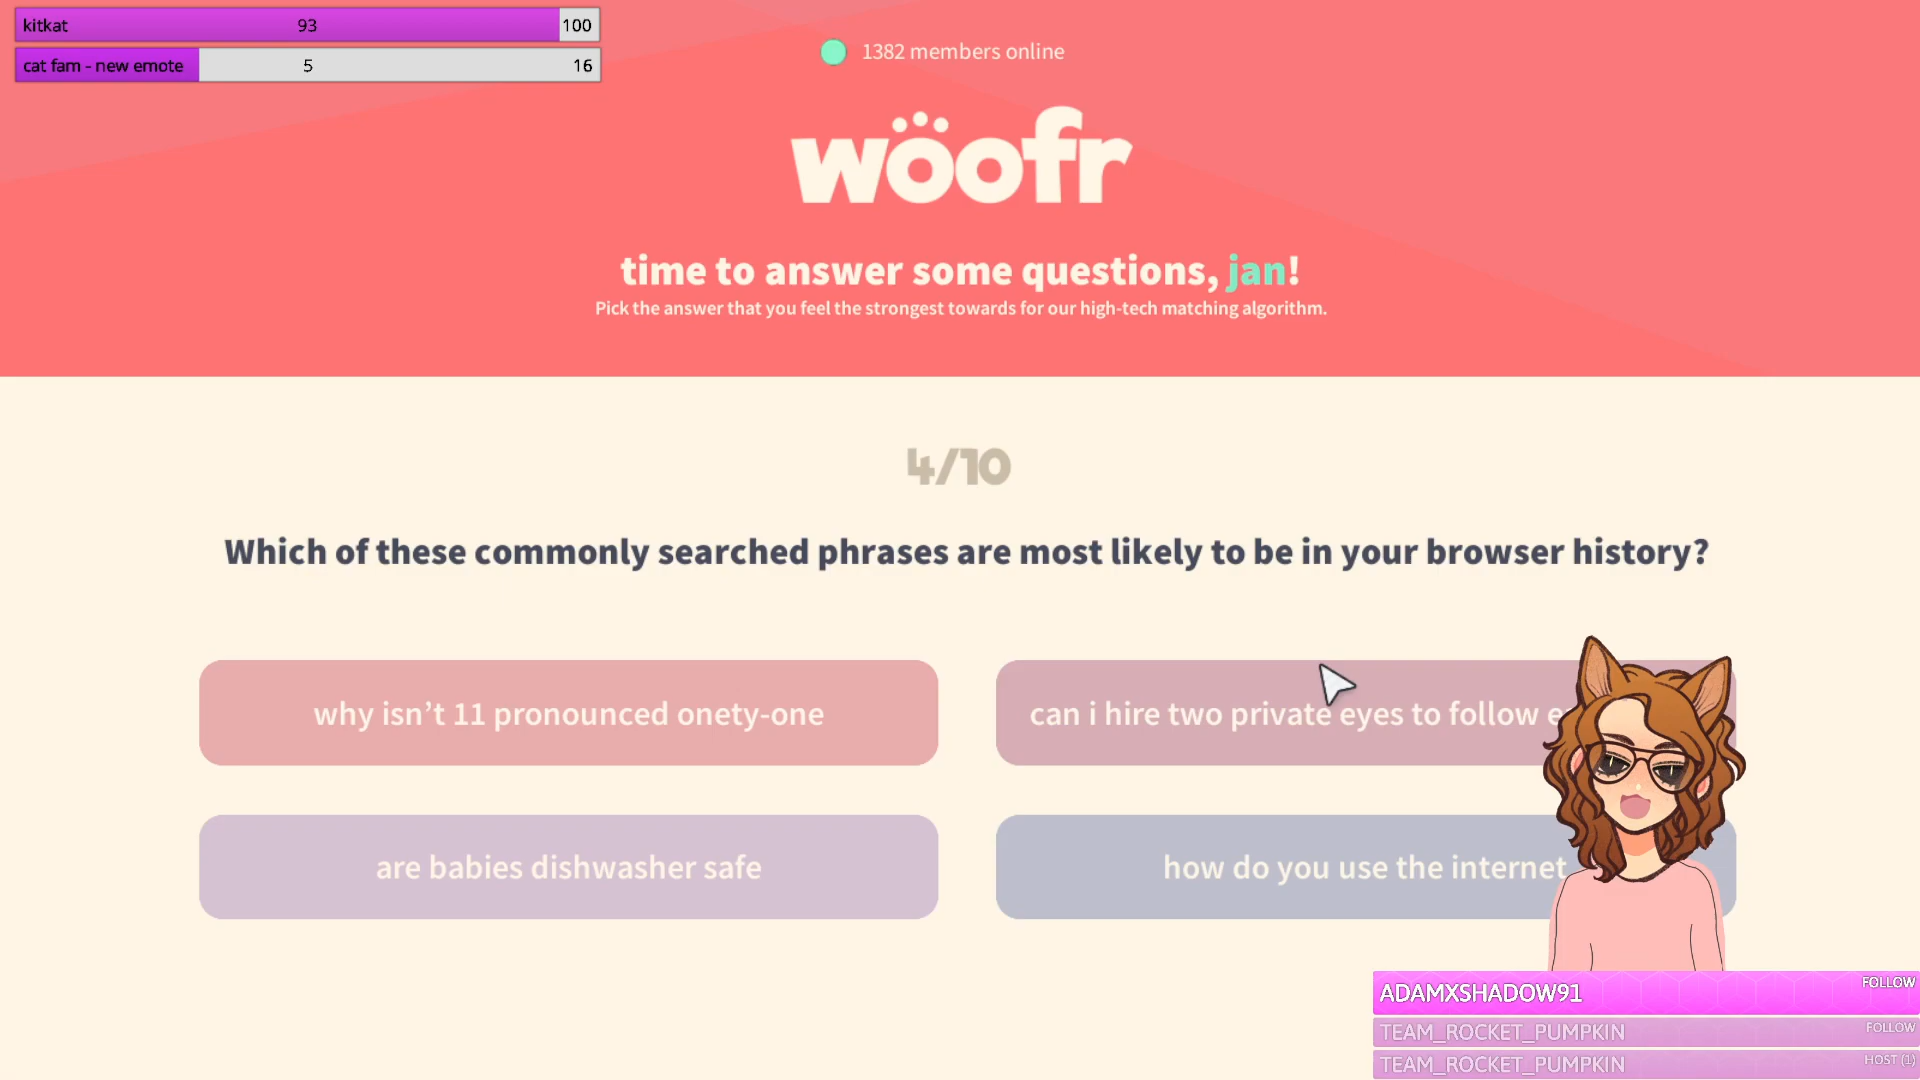 kitkat 93 100
cat fam - new emote 5 16
1382 members online
wöofr
time to answer some questions, jan!
Pick the answer that you feel the strongest towards for our high-tech matching algorithm.
4/10
Which of these commonly searched phrases are most likely to be in your browser history?
why isn't 11 pronounced onety-one
can i hire two private eyes to follow
are babies dishwasher safe
how do you use the internet
ADAMXSHADOW91 FOLLOW
TEAM_ROCKET_PUMPKIN FOLLOW
TEAM_ROCKET_PUMPKIN HOST (1)